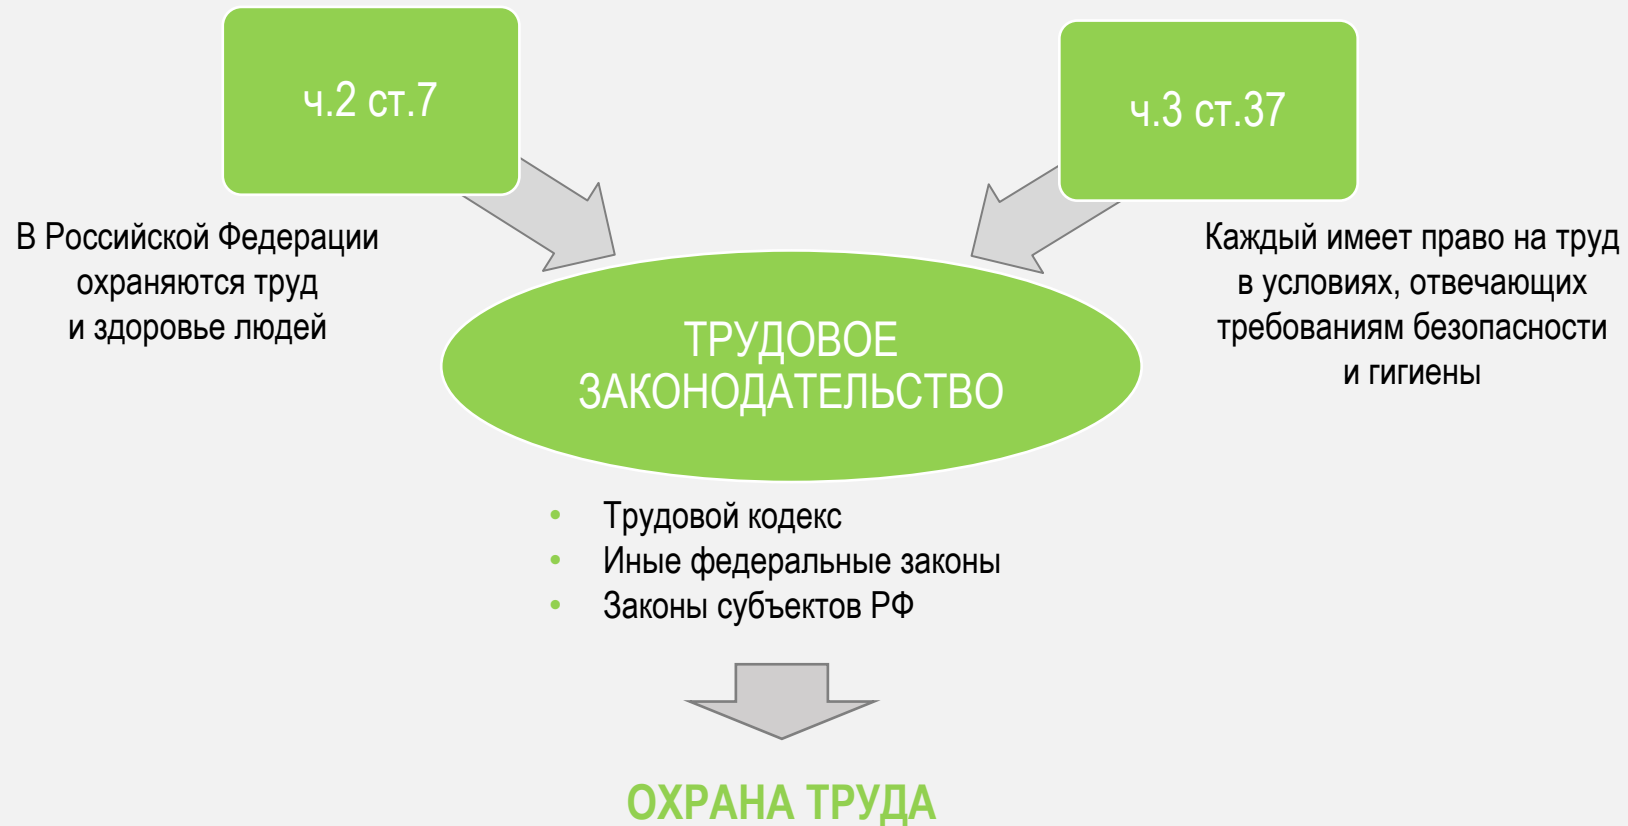 ч.2 ст.7
ч.3 ст.37
В Российской Федерации
охраняются труд
и здоровье людей
Каждый имеет право на труд
в условиях, отвечающих
требованиям безопасности
и гигиены
ТРУДОВОЕ
ЗАКОНОДАТЕЛЬСТВО
• Трудовой кодекс
• Иные федеральные законы
• Законы субъектов РФ
ОХРАНА ТРУДА